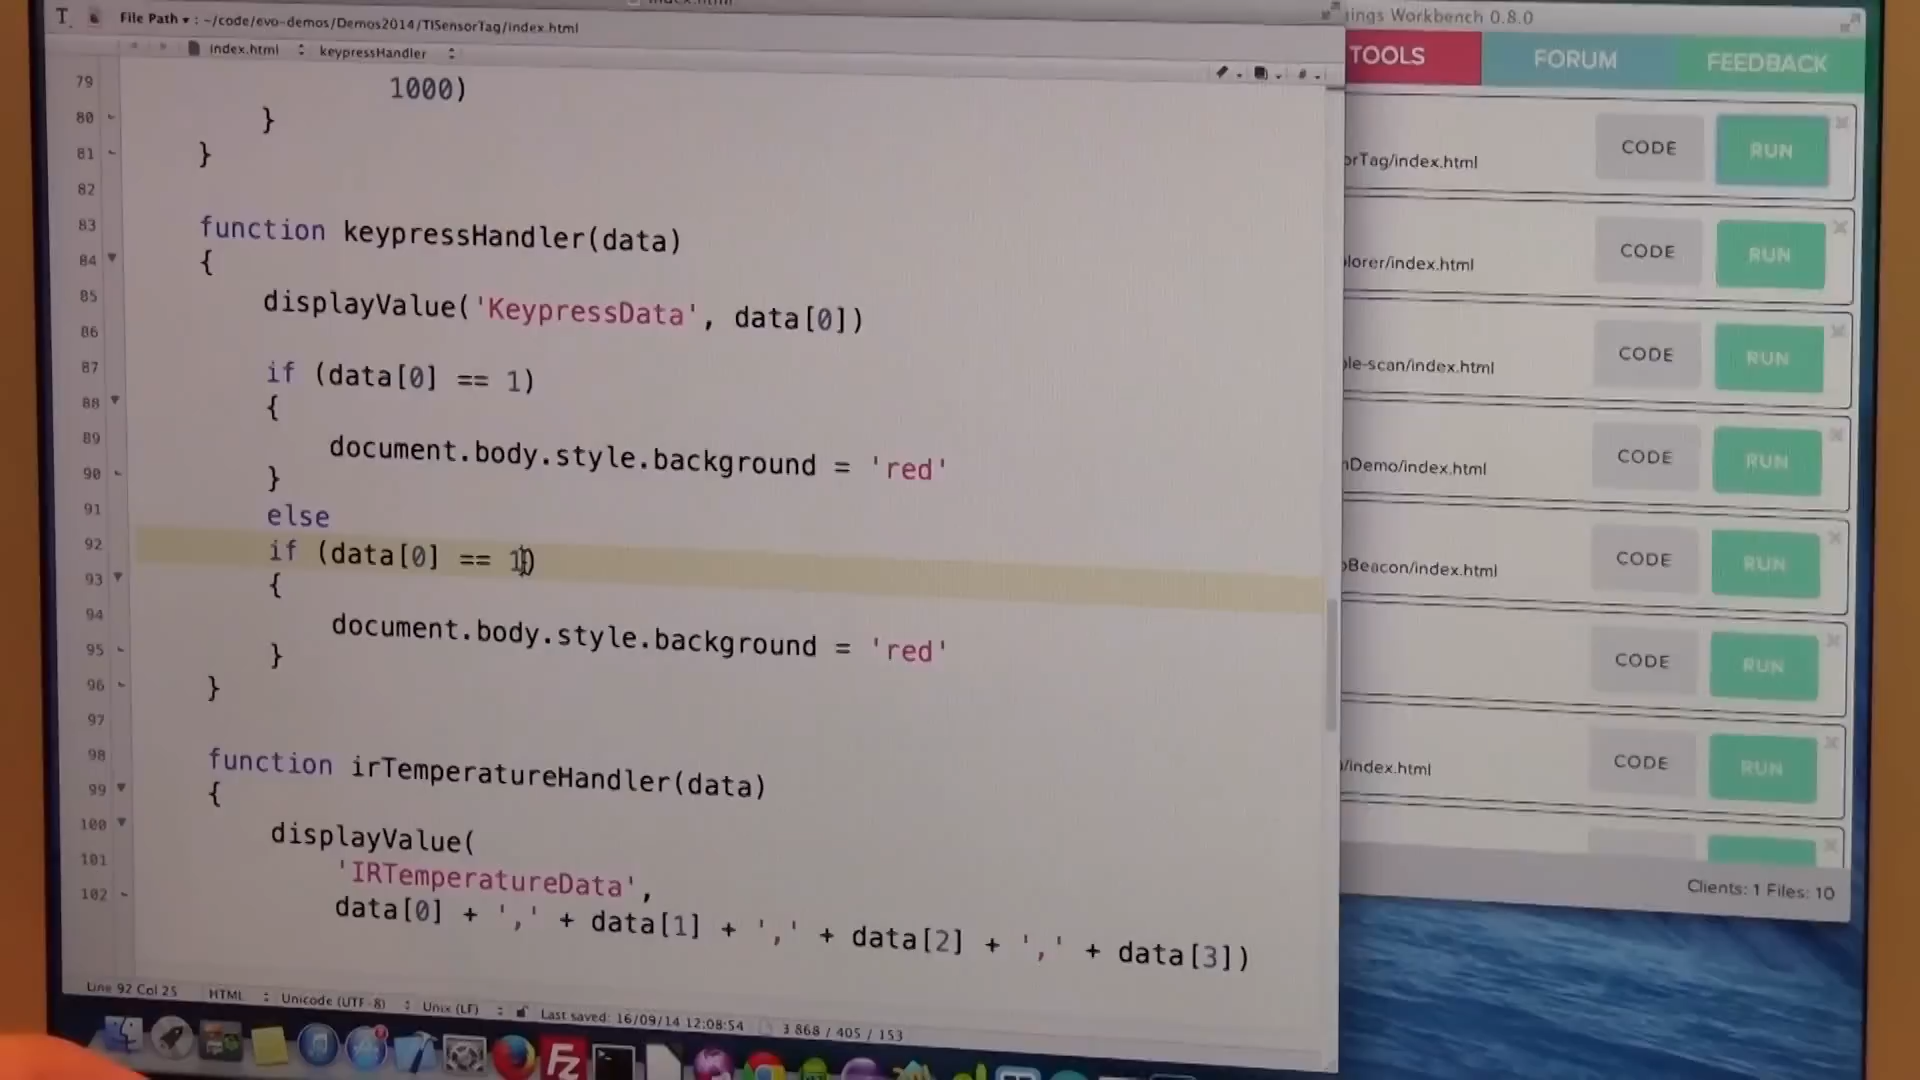 File Path ▾ : ~/code/evo-demos/Demos2014/TISensorTag/index.html
index.html keypressHandler
79 1000)
80 }
81 }
82
83 function keypressHandler(data)
84 {
85 displayValue('KeypressData', data[0])
86
87 if (data[0] == 1)
88 {
89 document.body.style.background = 'red'
90 }
91 else
92 if (data[0] == 1)
93 {
94 document.body.style.background = 'red'
95 }
96 }
97
98 function irTemperatureHandler(data)
99 {
100 displayValue(
101 'IRTemperatureData',
102 data[0] + ',' + data[1] + ',' + data[2] + ',' + data[3])
Line 92 Col 25 HTML Unicode (UTF-8) Unix (LF) Last saved: 16/09/14 12:08:54 3 868 / 405 / 153
ings Workbench 0.8.0
TOOLS FORUM FEEDBACK
orTag/index.html CODE RUN
lorer/index.html CODE RUN
ple-scan/index.html CODE RUN
nDemo/index.html CODE RUN
oBeacon/index.html CODE RUN
CODE RUN
/index.html CODE RUN
Clients: 1 Files: 10
FZ